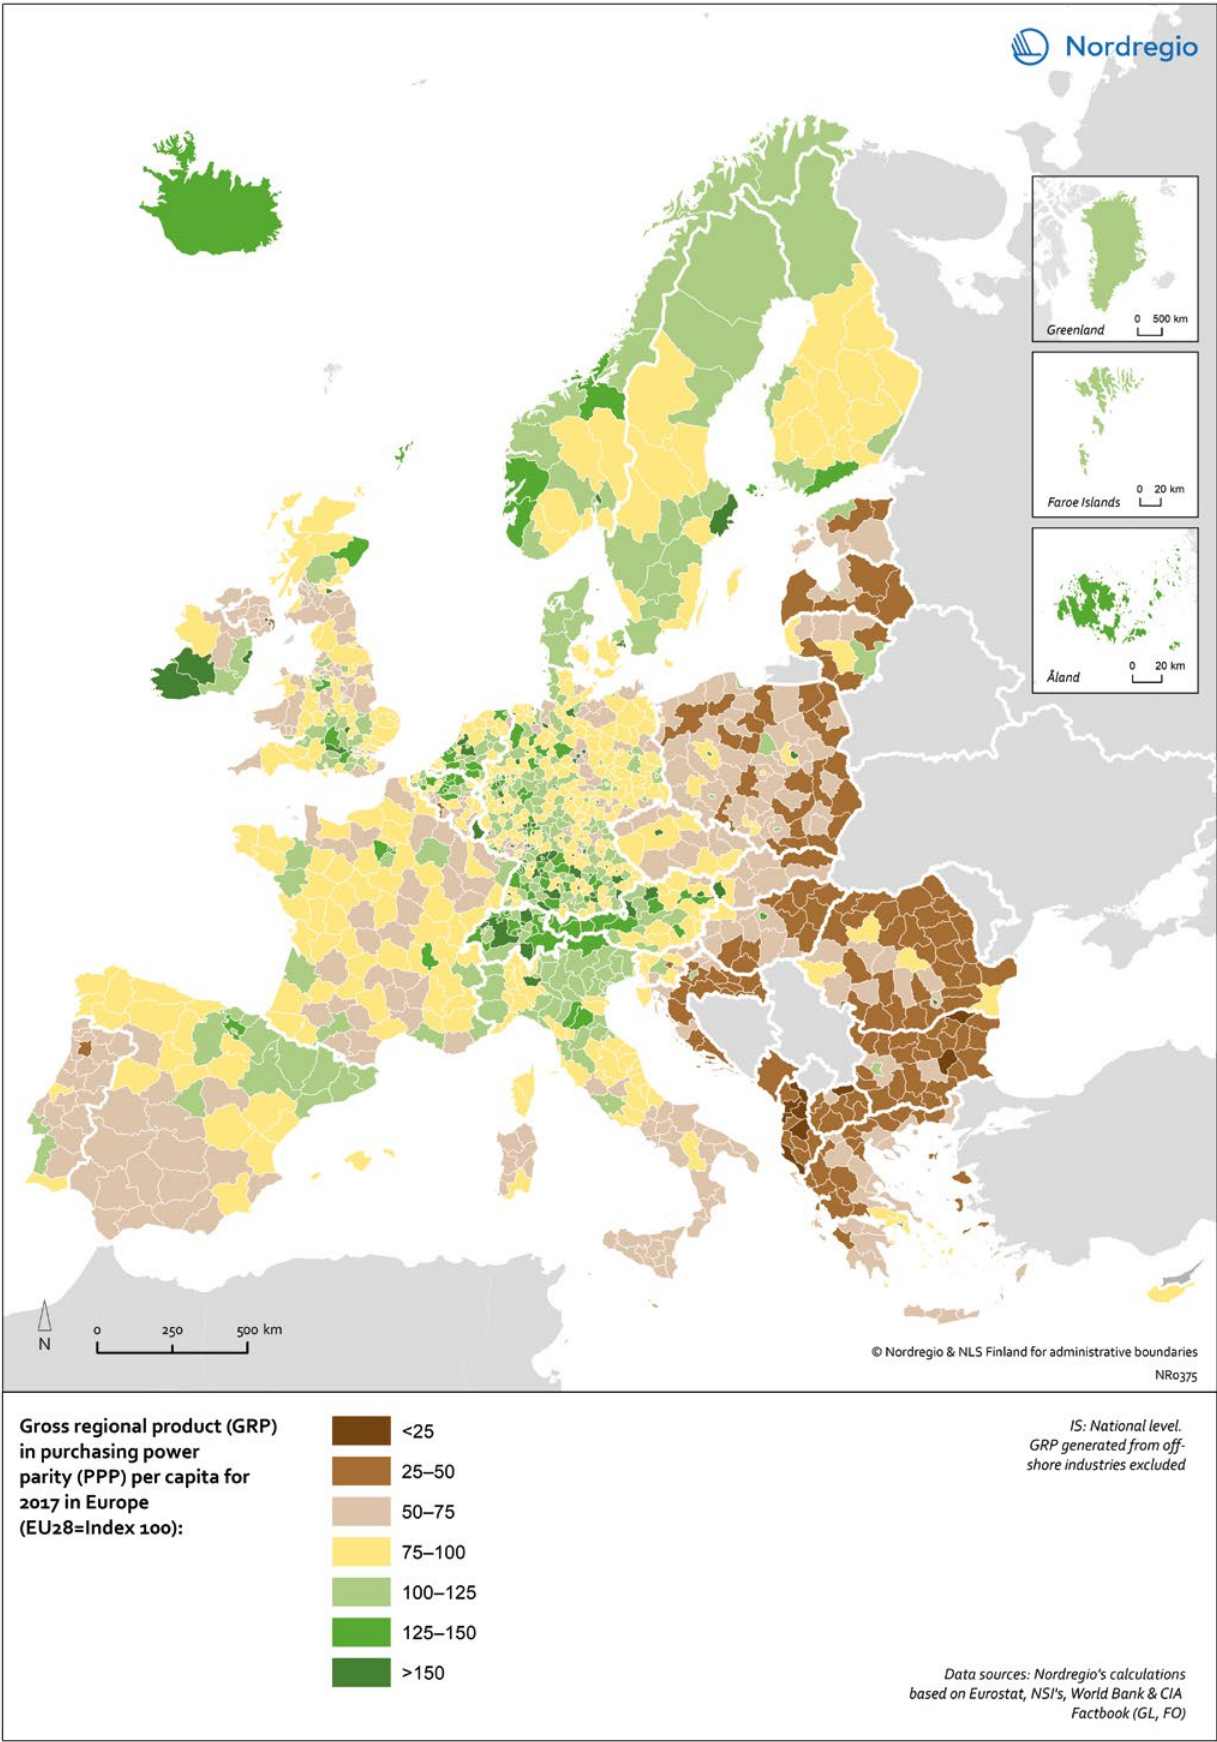 Nordregio
Greenland
0 500 km
Faroe Islands
0 20 km
Åland
0 20 km
N
0 250 500 km
© Nordregio & NLS Finland for administrative boundaries
NR0375
Gross regional product (GRP)
in purchasing power
parity (PPP) per capita for
2017 in Europe
(EU28=Index 100):
<25
25–50
50–75
75–100
100–125
125–150
>150
IS: National level.
GRP generated from off-
shore industries excluded
Data sources: Nordregio's calculations
based on Eurostat, NSI's, World Bank & CIA
Factbook (GL, FO)